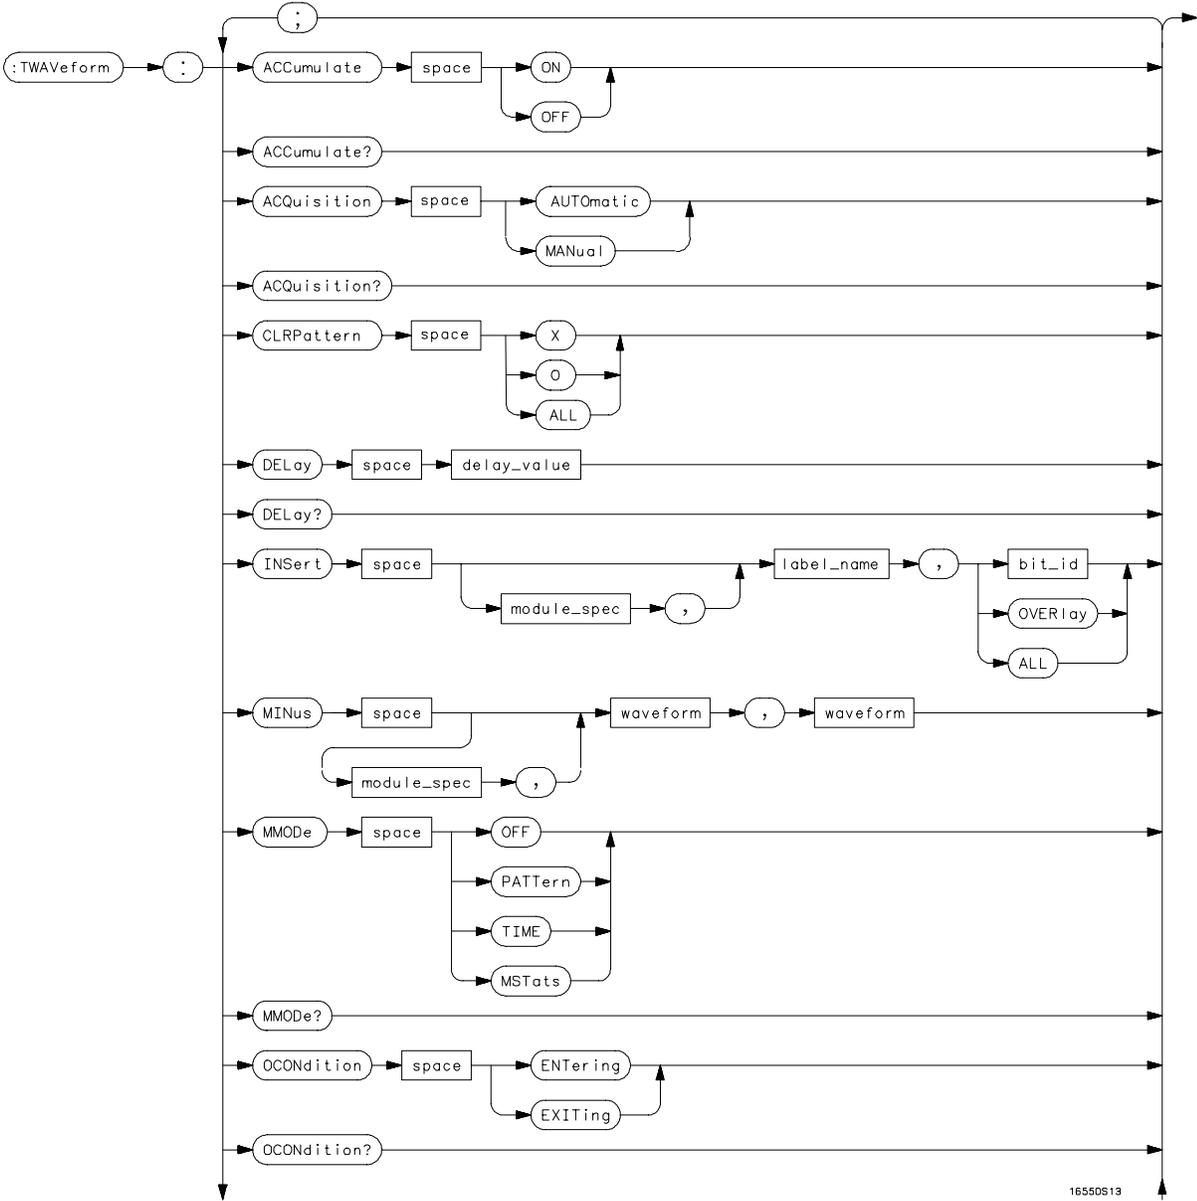 ;
:TWAVeform : ACCumulate space ON
OFF
ACCumulate?
ACQuisition space AUTOmatic
MANual
ACQuisition?
CLRPattern space X
O
ALL
DELay space delay_value
DELay?
INSert space label_name , bit_id
module_spec , OVERlay
ALL
MINus space waveform , waveform
module_spec ,
MMODe space OFF
PATTern
TIME
MSTats
MMODe?
OCONdition space ENTering
EXITing
OCONdition?
1655DS13